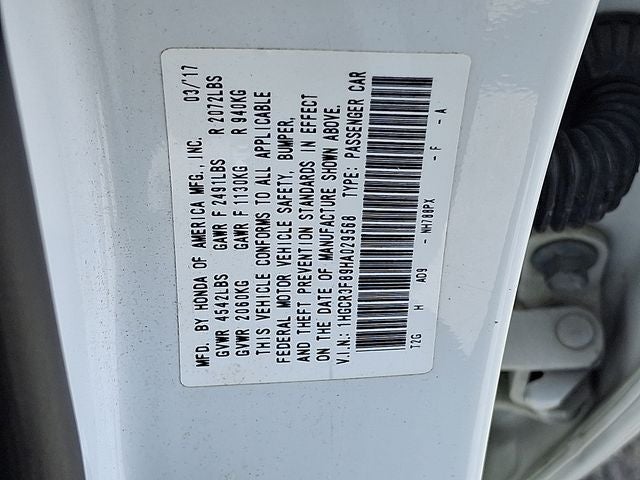 MFD. BY HONDA OF AMERICA MFG., INC. 03/'17
GVWR 4542LBS GAWR F 2491LBS R 2072LBS
GVWR 2060KG GAWR F 1130KG R 940KG
THIS VEHICLE CONFORMS TO ALL APPLICABLE
FEDERAL MOTOR VEHICLE SAFETY, BUMPER,
AND THEFT PREVENTION STANDARDS IN EFFECT
ON THE DATE OF MANUFACTURE SHOWN ABOVE.
V.I.N.: 1HGCR3F89HA029568 TYPE: PASSENGER CAR
T2G H A09 - NH788PX - F - A